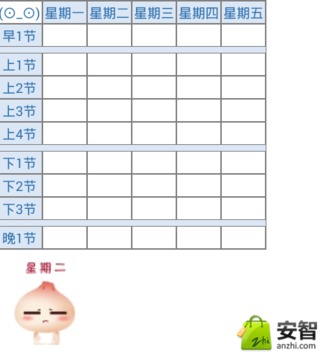 (⊙_⊙) 星期一 星期二 星期三 星期四 星期五
早1节
上1节
上2节
上3节
上4节
下1节
下2节
下3节
晚1节
星期二
zhi
安智
anzhi.com